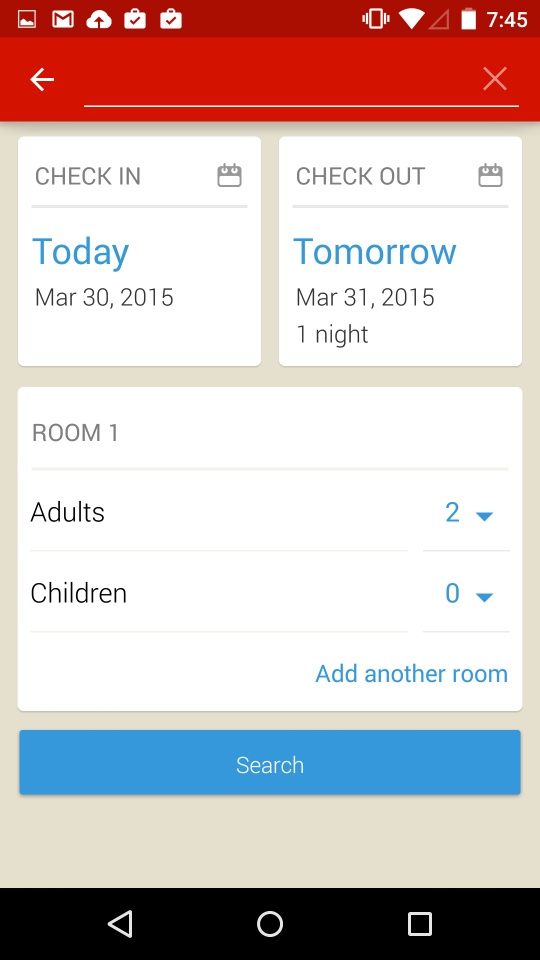 7:45
CHECK IN
Today
Mar 30, 2015
CHECK OUT
Tomorrow
Mar 31, 2015
1 night
ROOM 1
Adults 2
Children 0
Add another room
Search